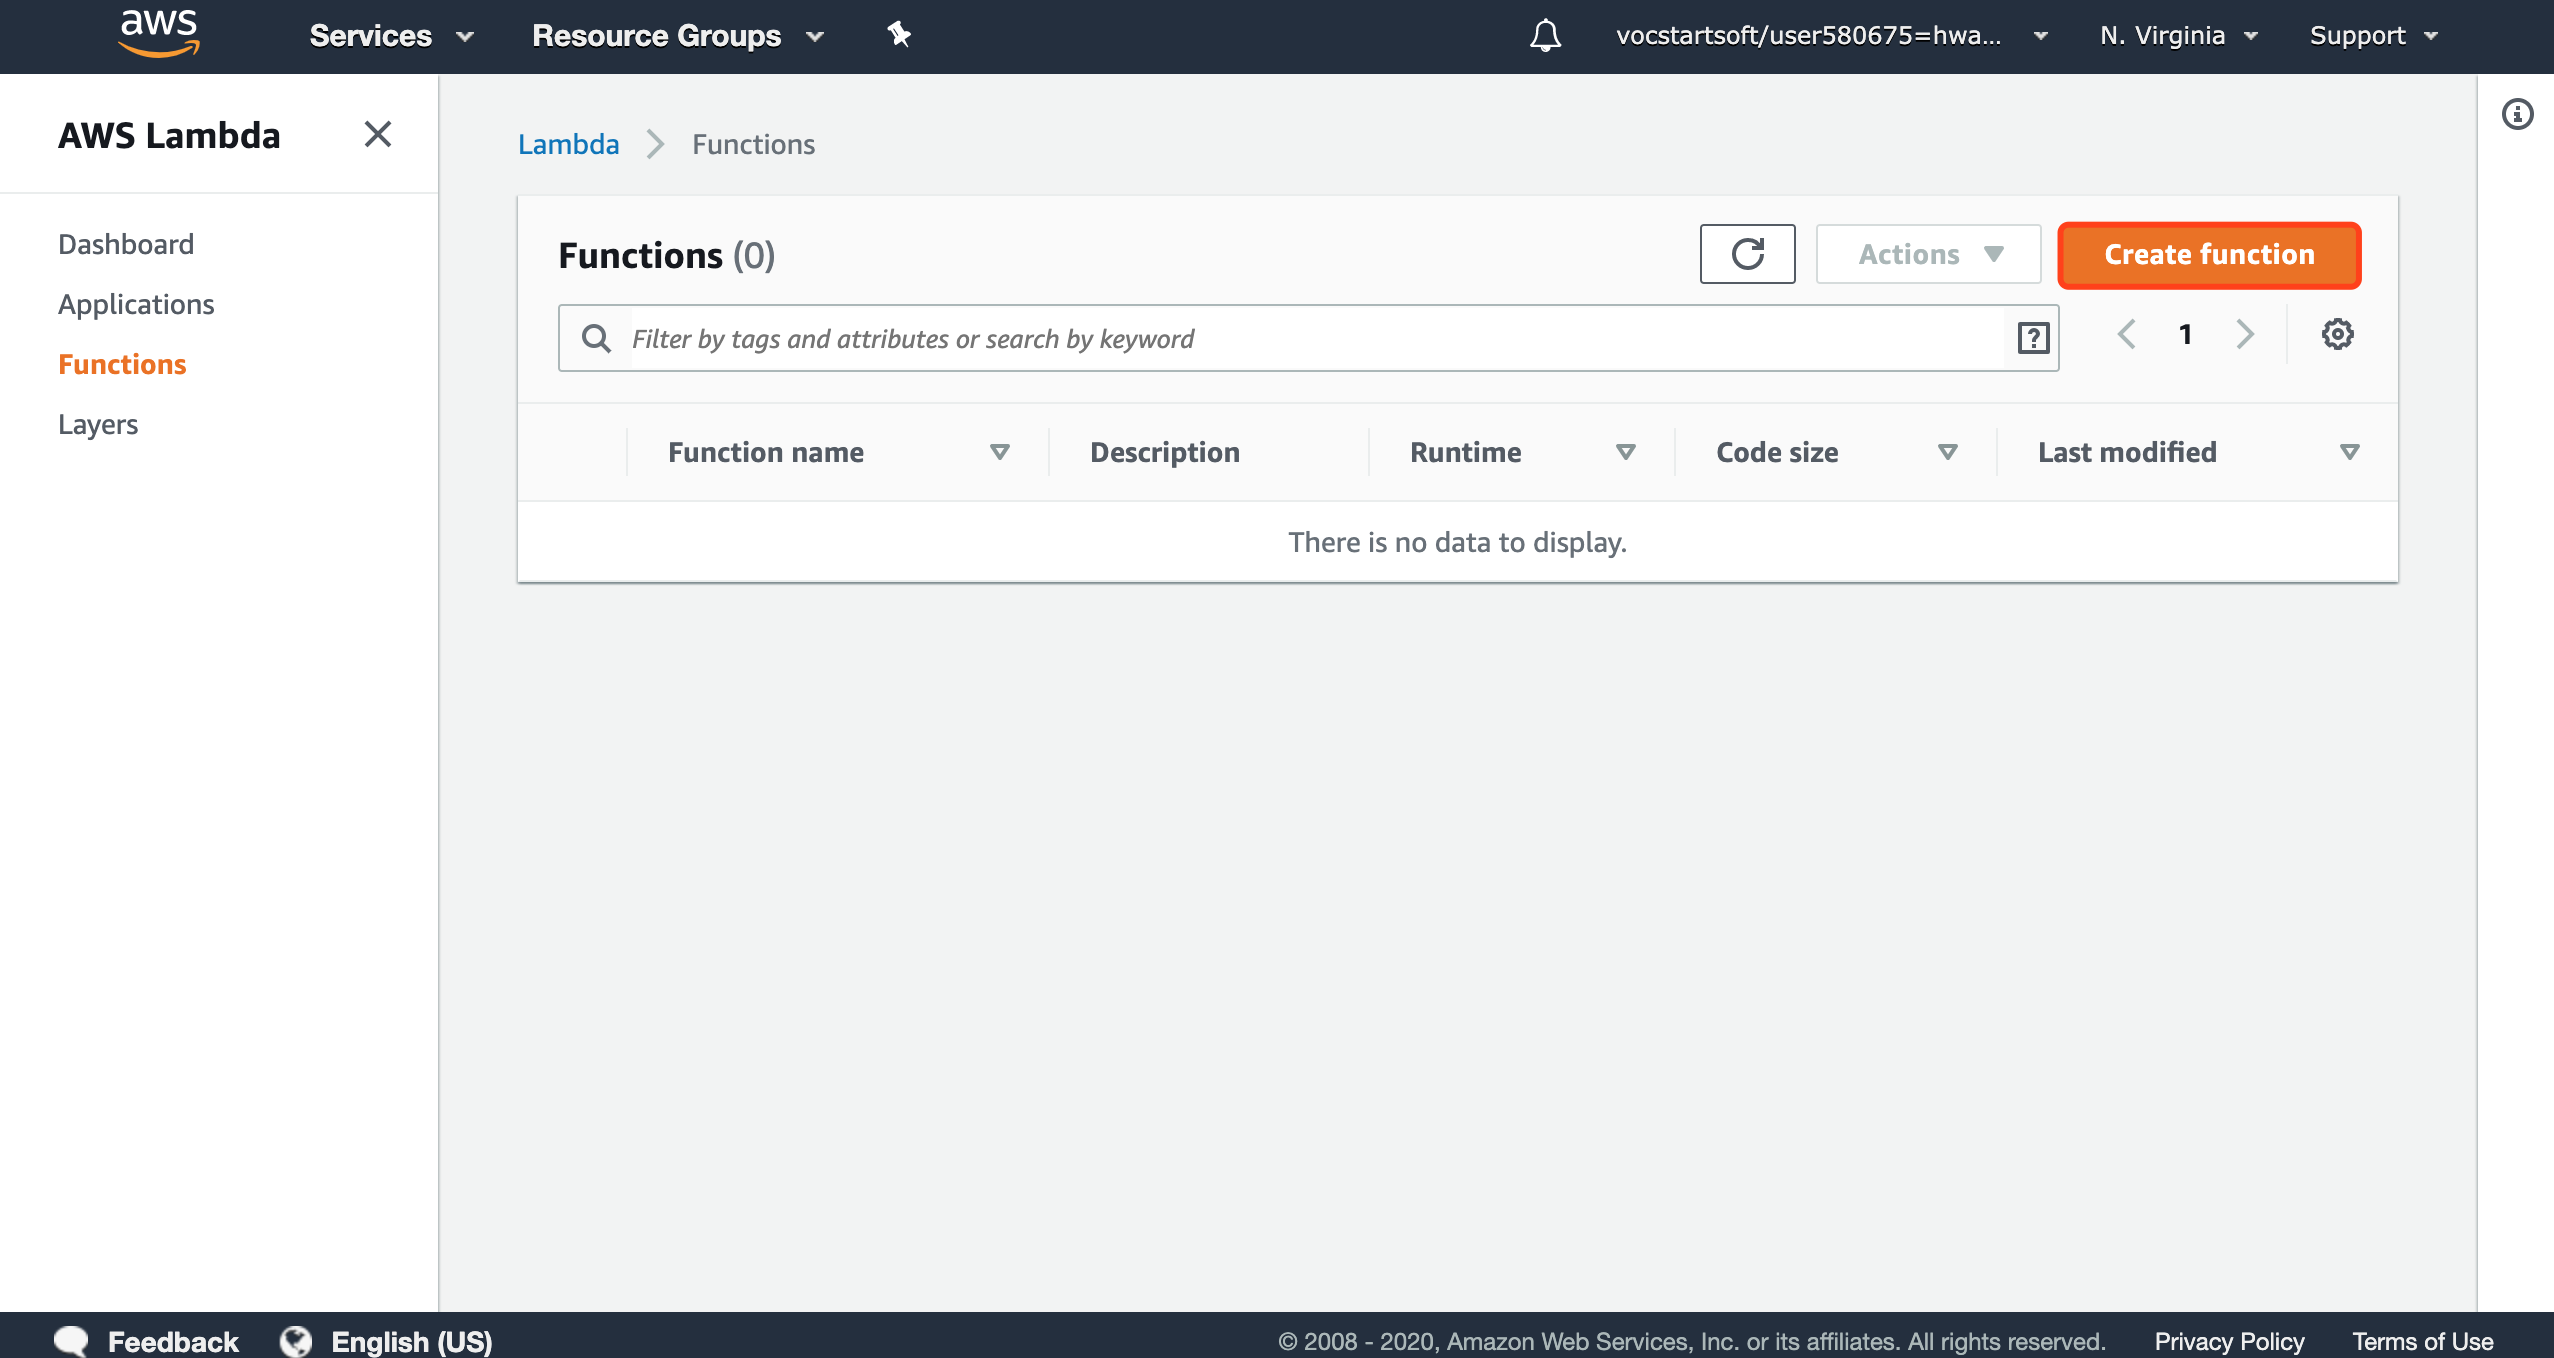 aws Services Resource Groups vocstartsoft/user580675=hwa... N. Virginia Support
AWS Lambda
Dashboard
Applications
Functions
Layers
Lambda Functions
Functions (0) Actions Create function
Filter by tags and attributes or search by keyword ? 1
Function name Description Runtime Code size Last modified
There is no data to display.
Feedback English (US) © 2008 - 2020, Amazon Web Services, Inc. or its affiliates. All rights reserved. Privacy Policy Terms of Use